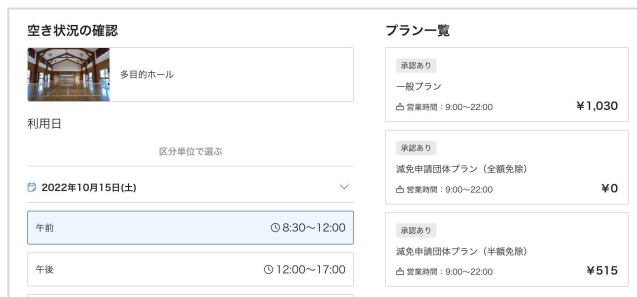 空き状況の確認
多目的ホール
利用日
区分単位で選ぶ
2022年10月15日(土)
午前 8:30～12:00
午後 12:00～17:00
プラン一覧
承認あり
一般プラン
営業時間：9:00～22:00 ¥1,030
承認あり
減免申請団体プラン（全額免除）
営業時間：9:00～22:00 ¥0
承認あり
減免申請団体プラン（半額免除）
営業時間：9:00～22:00 ¥515